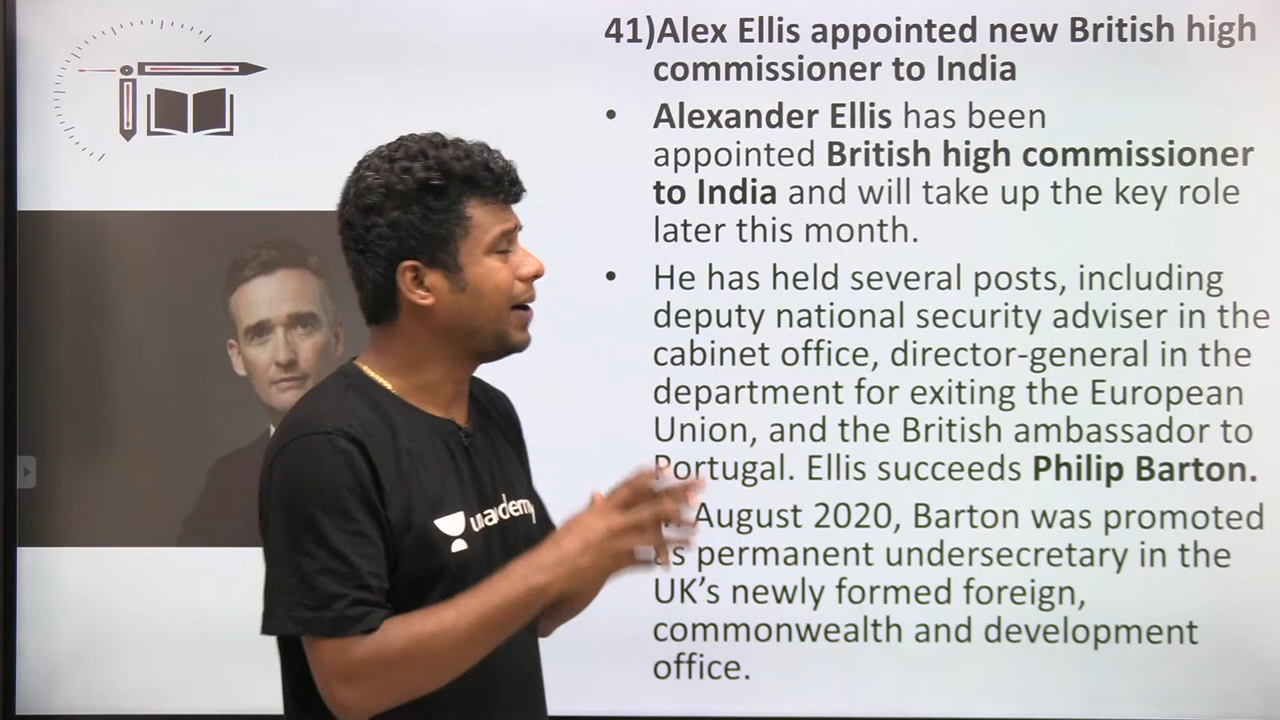 41)Alex Ellis appointed new British high
commissioner to India
• Alexander Ellis has been
appointed British high commissioner
to India and will take up the key role
later this month.
• He has held several posts, including
deputy national security adviser in the
cabinet office, director-general in the
department for exiting the European
Union, and the British ambassador to
Portugal. Ellis succeeds Philip Barton.
August 2020, Barton was promoted
as permanent undersecretary in the
UK's newly formed foreign,
commonwealth and development
office.
unacademy